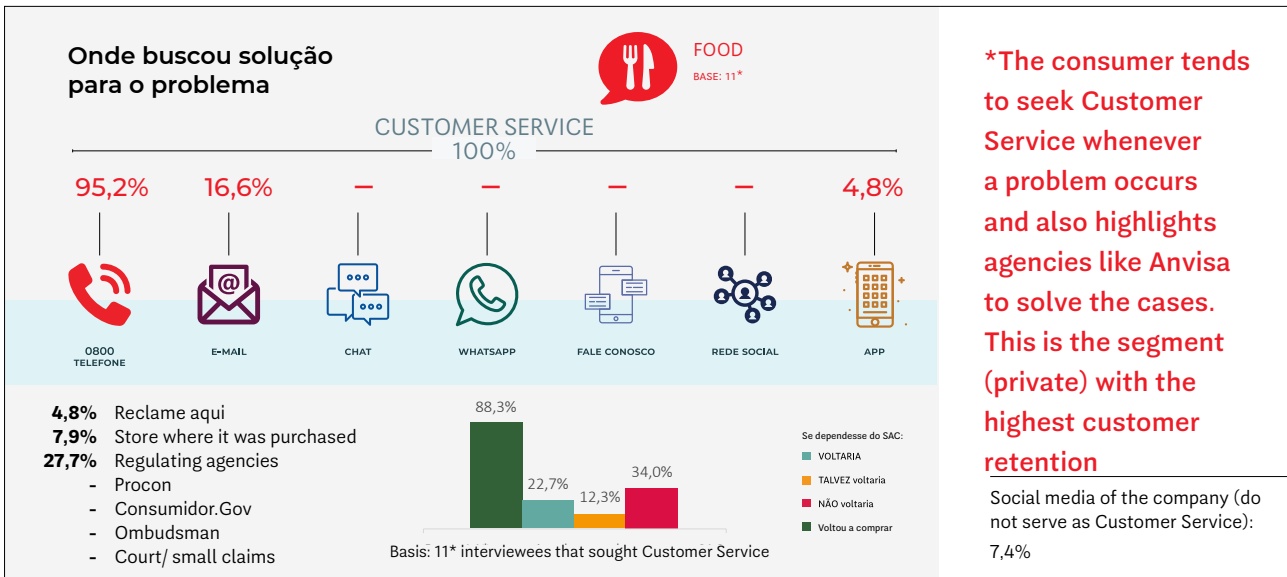 Onde buscou solução
para o problema
FOOD
BASE: 11*
CUSTOMER SERVICE
100%
95,2%
16,6%
–
–
–
–
4,8%
@
0800
TELEFONE
E-MAIL
CHAT
WHATSAPP
FALE CONOSCO
REDE SOCIAL
APP
4,8% Reclame aqui
7,9% Store where it was purchased
27,7% Regulating agencies
- Procon
- Consumidor.Gov
- Ombudsman
- Court/ small claims
88,3%
22,7%
12,3%
34,0%
Basis: 11* interviewees that sought Customer Service
Se dependesse do SAC:
VOLTARIA
TALVEZ voltaria
NÃO voltaria
Voltou a comprar
*The consumer tends
to seek Customer
Service whenever
a problem occurs
and also highlights
agencies like Anvisa
to solve the cases.
This is the segment
(private) with the
highest customer
retention
Social media of the company (do
not serve as Customer Service):
7,4%